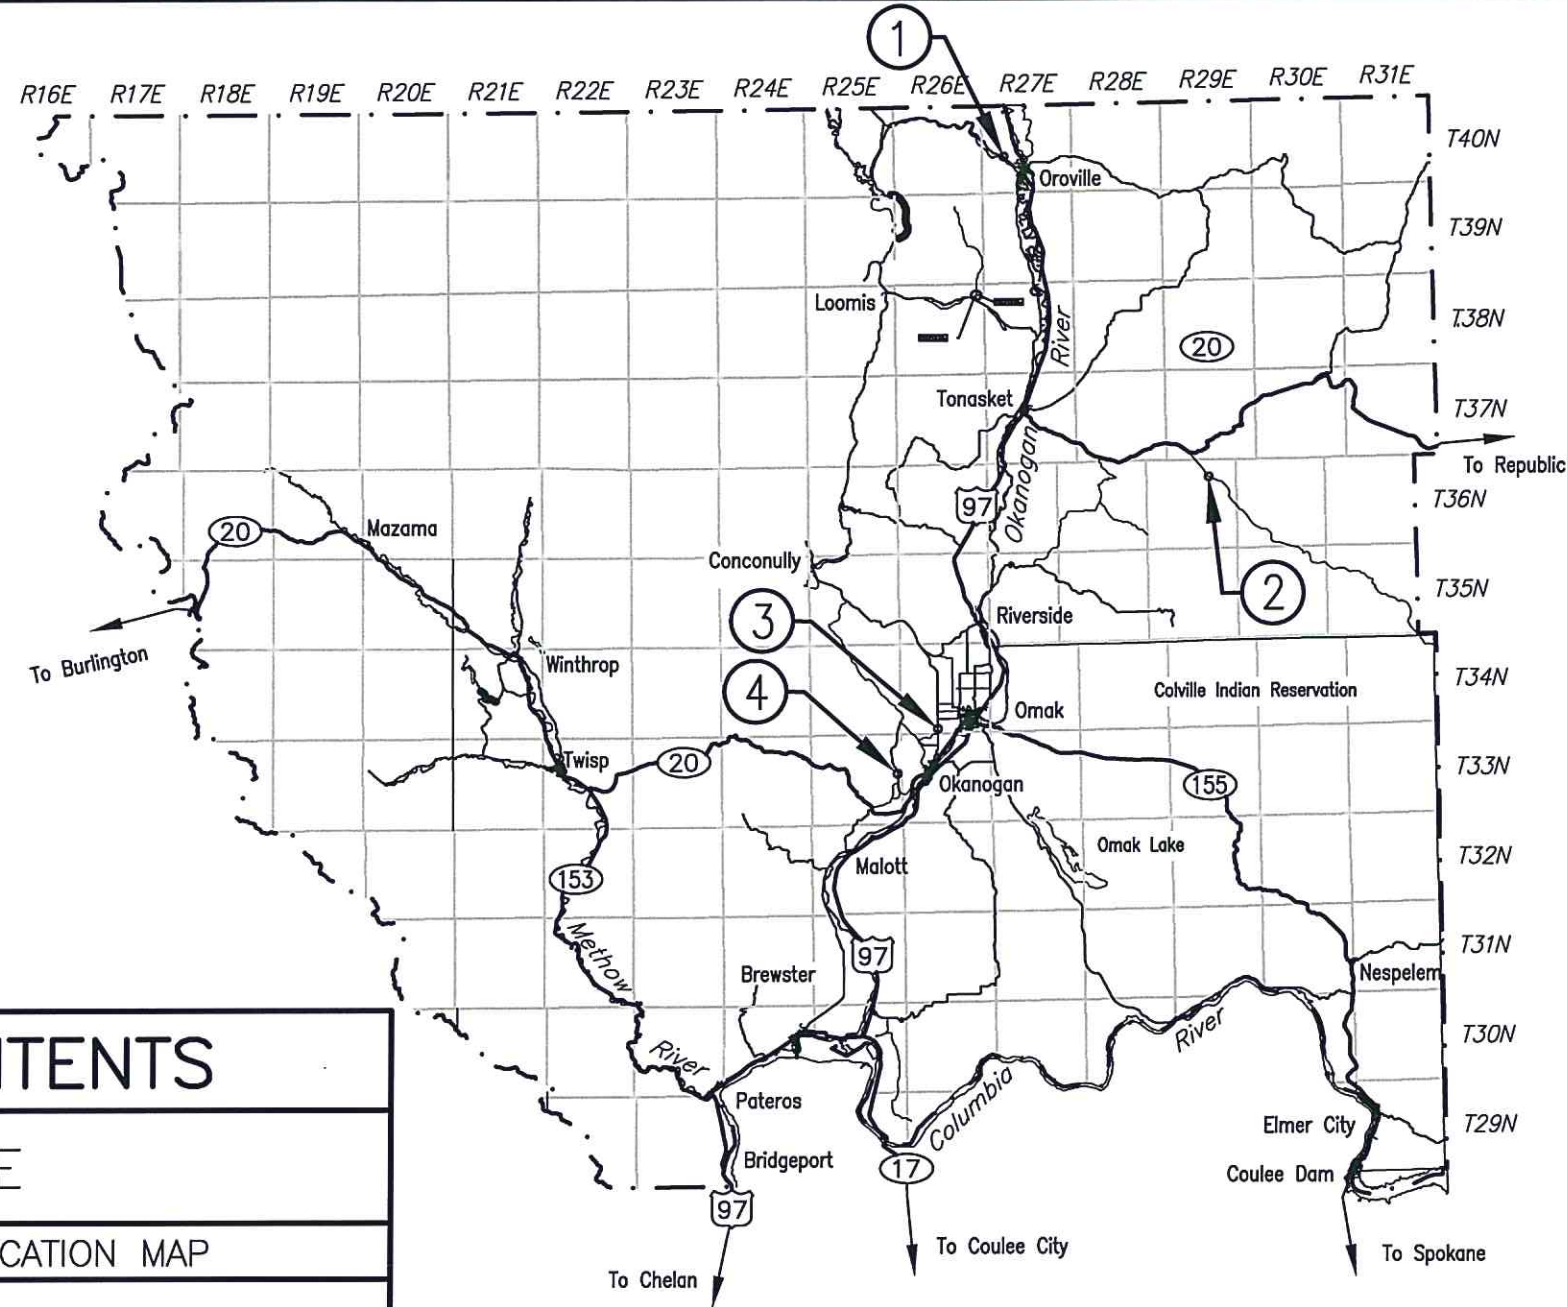 1
R16E R17E R18E R19E R20E R21E R22E R23E R24E R25E R26E R27E R28E R29E R30E R31E
T40N
Oroville
T39N
Loomis
T38N
River
20
Tonasket
T37N
Okanogan
To Republic
97
T36N
20
Mazama
Conconully
2
T35N
3
Riverside
To Burlington
Winthrop
4
Colville Indian Reservation
T34N
Omak
Twisp
20
T33N
Okanogan
155
Omak Lake
T32N
Malott
153
Methow
97
T31N
Brewster
Nespelem
River
T30N
NTENTS
River
Pateros
Columbia
Elmer City
T29N
E
Bridgeport
17
Coulee Dam
97
CATION MAP
To Coulee City
To Spokane
To Chelan